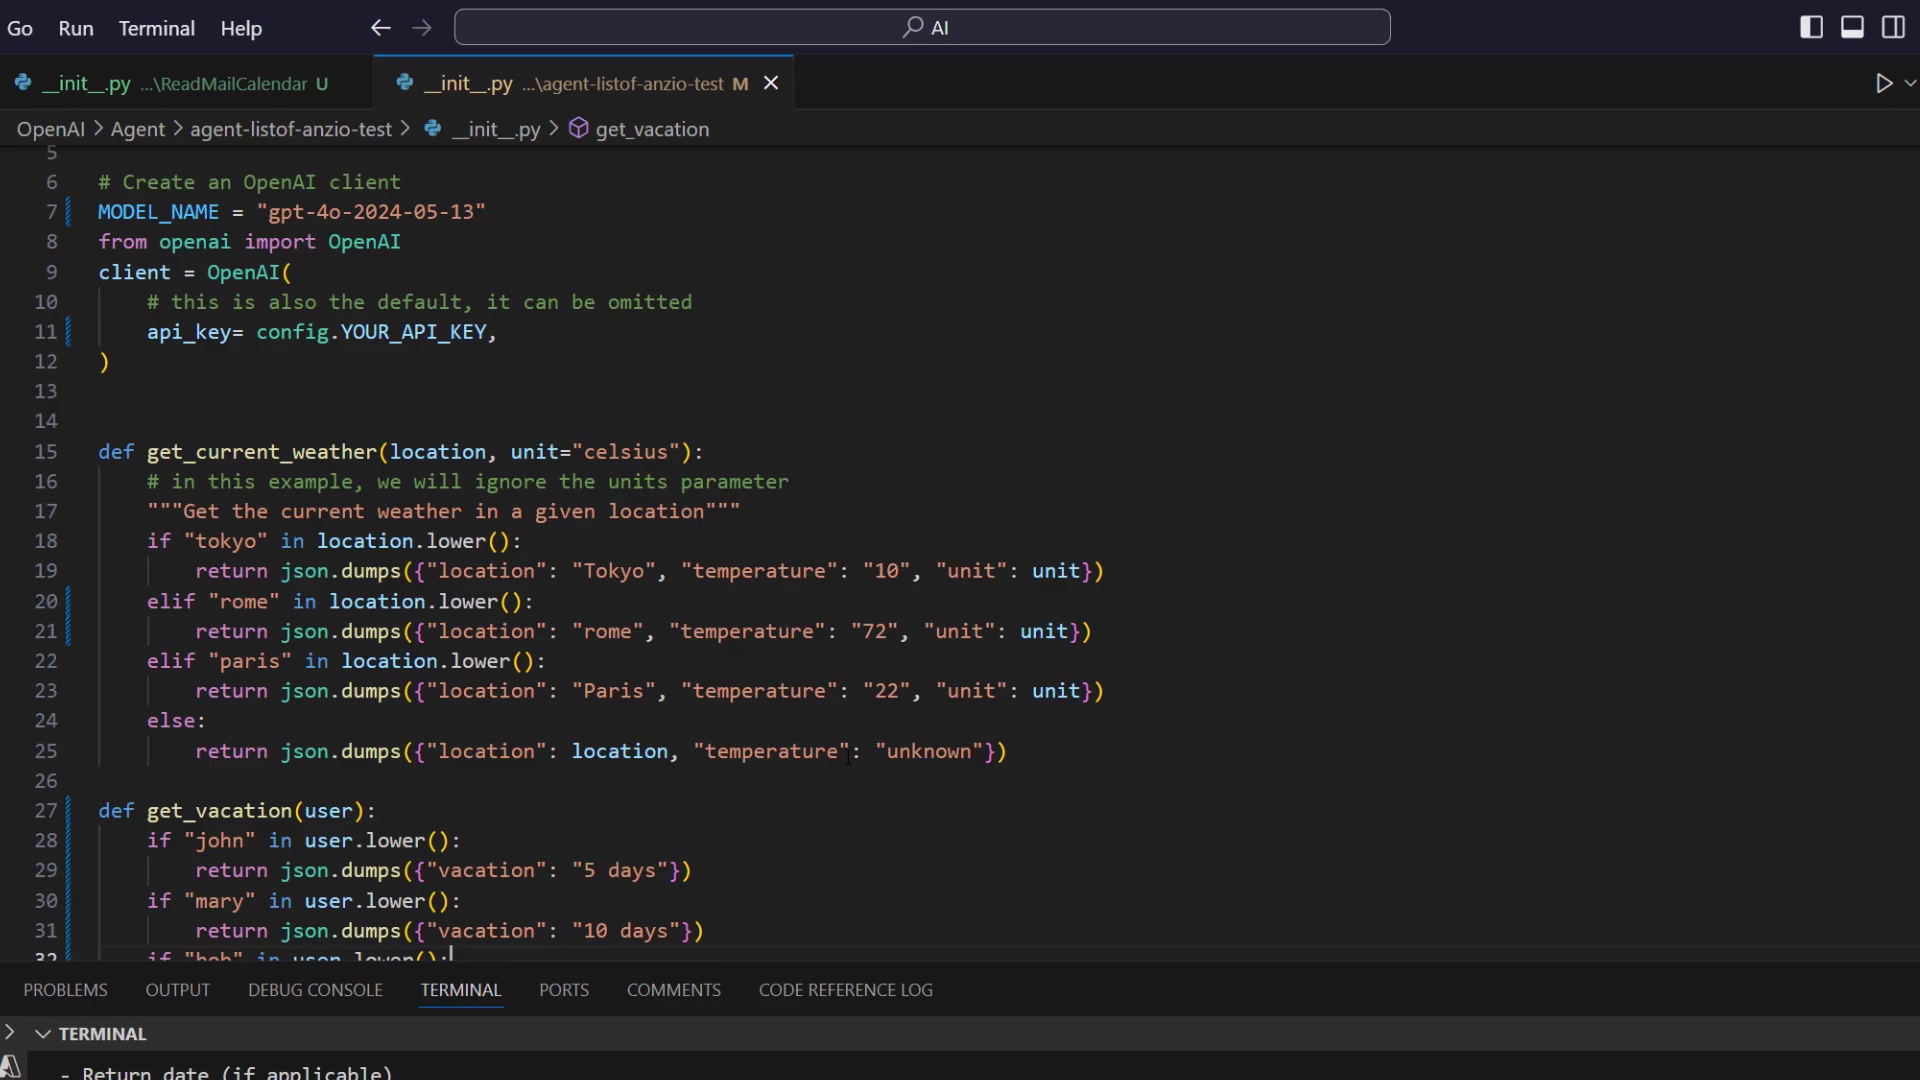 Go Run Terminal Help AI
__init__.py ...\ReadMailCalendar U __init__.py ...\agent-listof-anzio-test M
OpenAI > Agent > agent-listof-anzio-test > __init__.py > get_vacation
5
6 # Create an OpenAI client
7 MODEL_NAME = "gpt-4o-2024-05-13"
8 from openai import OpenAI
9 client = OpenAI(
10 # this is also the default, it can be omitted
11 api_key= config.YOUR_API_KEY,
12 )
13
14
15 def get_current_weather(location, unit="celsius"):
16 # in this example, we will ignore the units parameter
17 """Get the current weather in a given location"""
18 if "tokyo" in location.lower():
19 return json.dumps({"location": "Tokyo", "temperature": "10", "unit": unit})
20 elif "rome" in location.lower():
21 return json.dumps({"location": "rome", "temperature": "72", "unit": unit})
22 elif "paris" in location.lower():
23 return json.dumps({"location": "Paris", "temperature": "22", "unit": unit})
24 else:
25 return json.dumps({"location": location, "temperature": "unknown"})
26
27 def get_vacation(user):
28 if "john" in user.lower():
29 return json.dumps({"vacation": "5 days"})
30 if "mary" in user.lower():
31 return json.dumps({"vacation": "10 days"})
32 if "bob" in user.lower():
PROBLEMS OUTPUT DEBUG CONSOLE TERMINAL PORTS COMMENTS CODE REFERENCE LOG
TERMINAL
- Return date (if applicable)